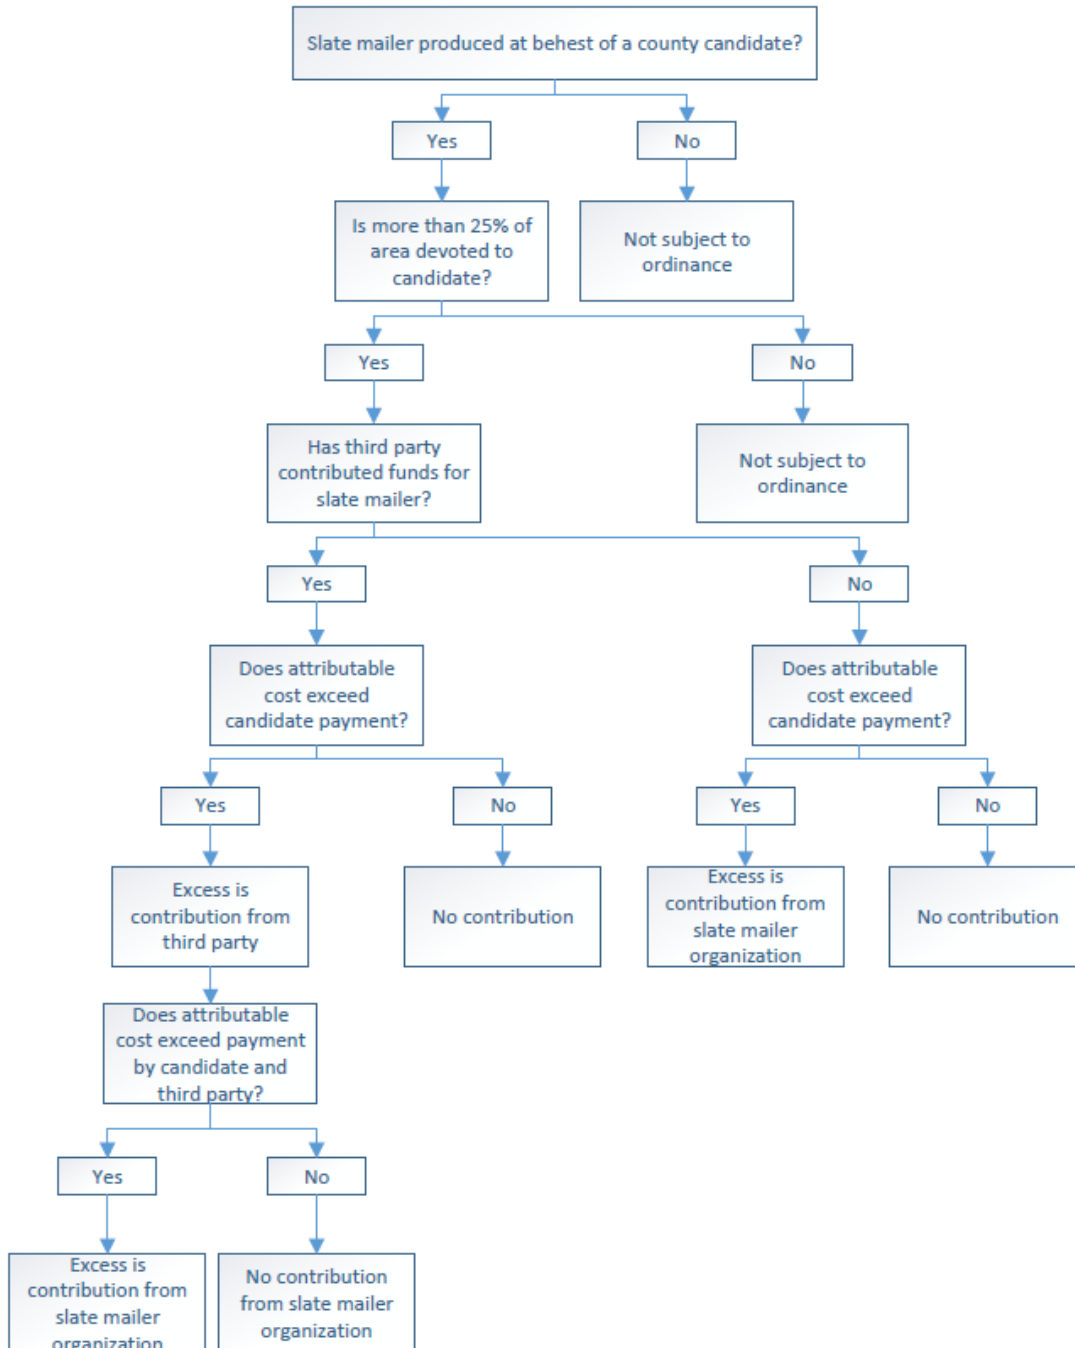 Slate mailer produced at behest of a county candidate?
Yes
No
Is more than 25% of
area devoted to
candidate?
Not subject to
ordinance
Yes
No
Has third party
contributed funds for
slate mailer?
Not subject to
ordinance
Yes
No
Does attributable
cost exceed
candidate payment?
Does attributable
cost exceed
candidate payment?
Yes
No
Yes
No
Excess is
contribution from
third party
No contribution
Excess is
contribution from
slate mailer
organization
No contribution
Does attributable
cost exceed payment
by candidate and
third party?
Yes
No
Excess is
contribution from
slate mailer
organization
No contribution
from slate mailer
organization